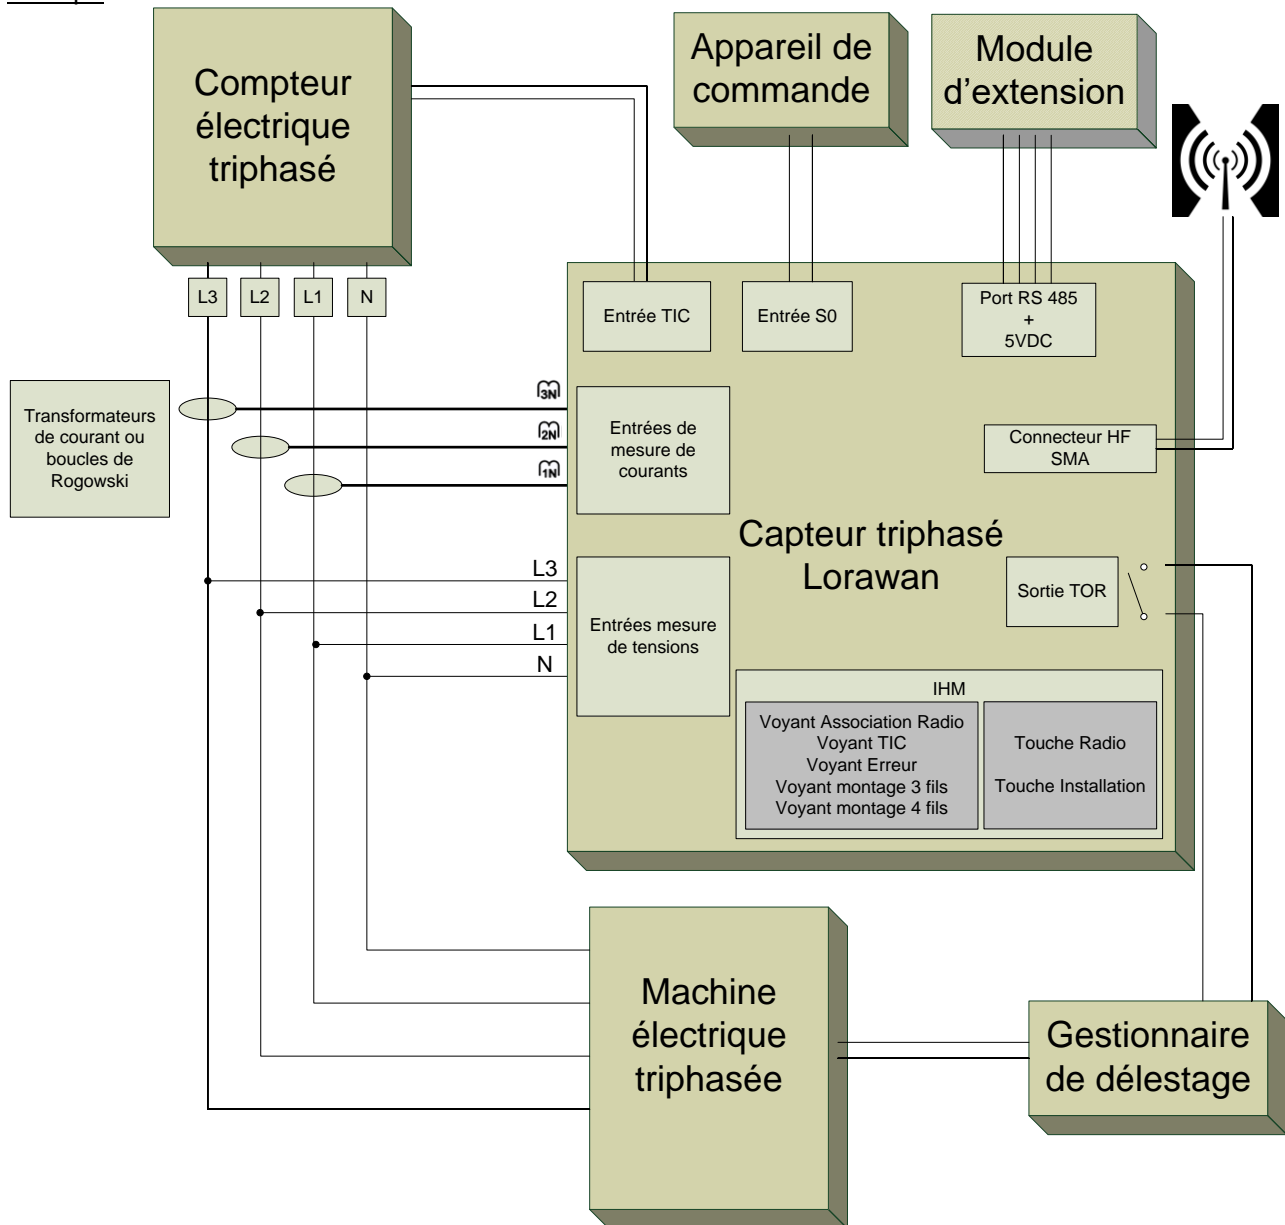 Compteur
électrique
triphasé
Appareil de
commande
Module
d’extension
L3
L2
L1
N
Entrée TIC
Entrée S0
Port RS 485
+
5VDC
Transformateurs
de courant ou
boucles de
Rogowski
3N
2N
1N
Entrées de
mesure de
courants
Connecteur HF
SMA
Capteur triphasé
Lorawan
L3
L2
L1
N
Entrées mesure
de tensions
Sortie TOR
IHM
Voyant Association Radio
Voyant TIC
Voyant Erreur
Voyant montage 3 fils
Voyant montage 4 fils
Touche Radio
Touche Installation
Machine
électrique
triphasée
Gestionnaire
de délestage